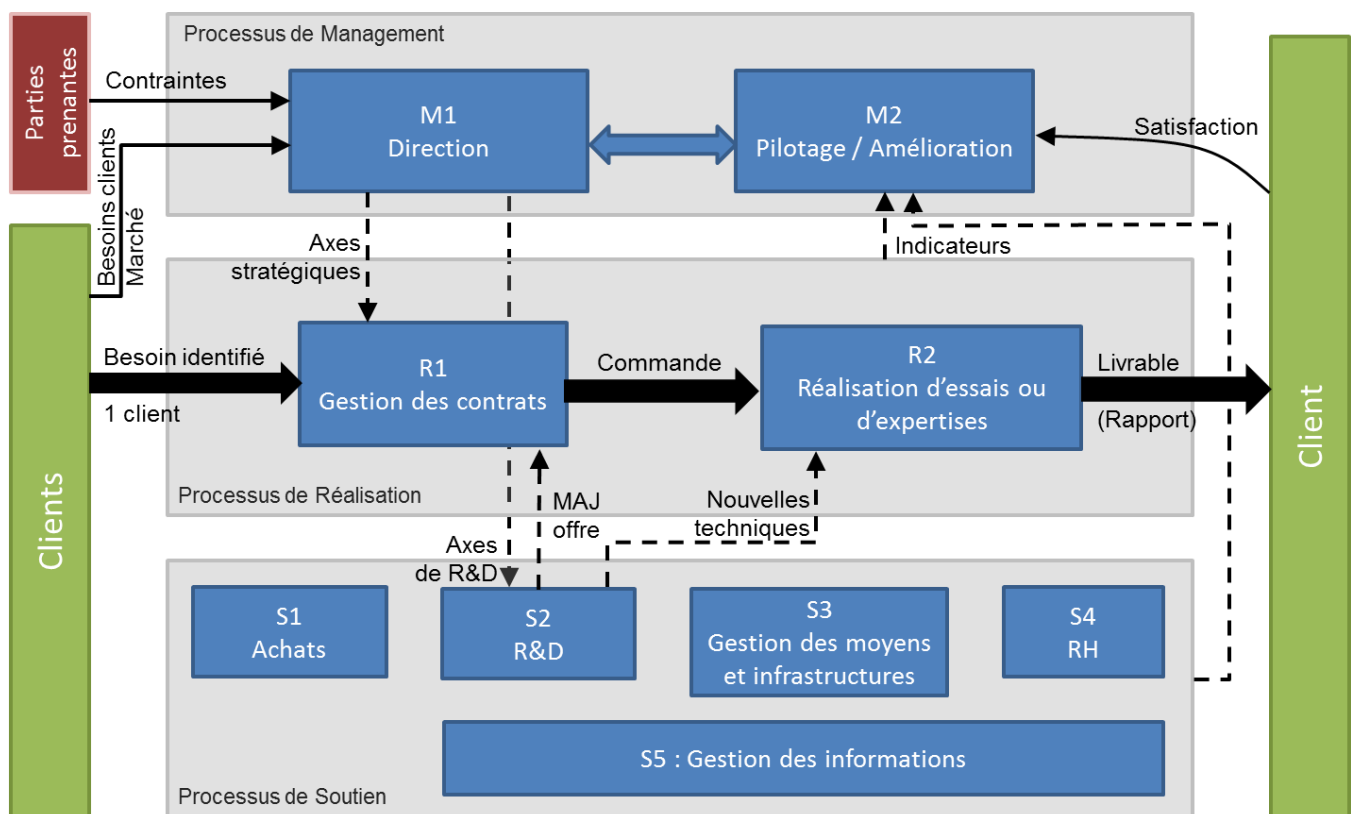 Parties
prenantes
Processus de Management
Contraintes
M1
Direction
M2
Pilotage / Amélioration
Satisfaction
Besoins clients
Marché
Axes
stratégiques
Indicateurs
Clients
Besoin identifié
1 client
R1
Gestion des contrats
Commande
R2
Réalisation d’essais ou
d’expertises
Livrable
(Rapport)
Client
Processus de Réalisation
MAJ
offre
Nouvelles
techniques
Axes
de R&D
S1
Achats
S2
R&D
S3
Gestion des moyens
et infrastructures
S4
RH
S5 : Gestion des informations
Processus de Soutien